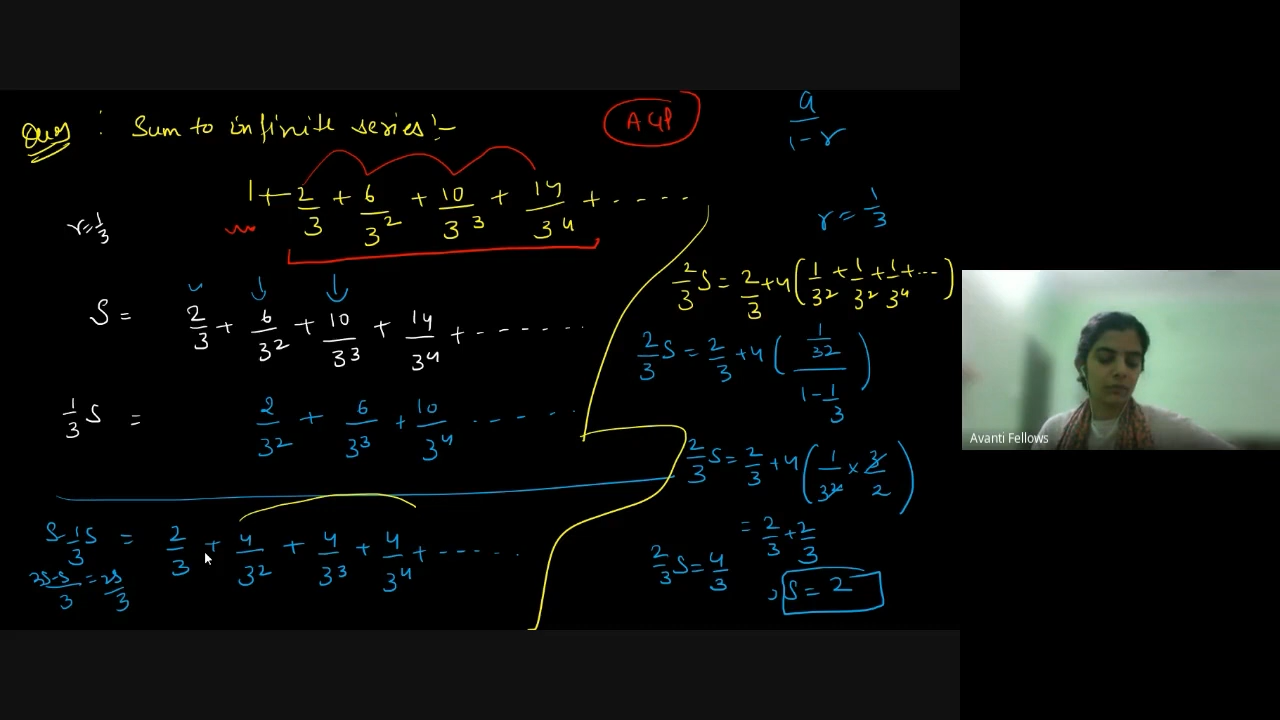 Ques : Sum to infinite series :-
AGP
a/1-r
1 + 2/3 + 6/3² + 10/3³ + 14/3⁴ + - - - -
r=1/3
r = 1/3
S = 2/3 + 6/3² + 10/3³ + 14/3⁴ + - - - - - - -
1/3 S = 2/3² + 6/3³ + 10/3⁴ - - - - - -
S-1/3 S = 2/3 + 4/3² + 4/3³ + 4/3⁴ + - - - - - -
3S-S/3 = 2S/3
2/3 S = 2/3 + 4(1/3² + 1/3² + 1/3⁴ + ...)
2/3 S = 2/3 + 4(1/32/1-1/3)
2/3 S = 2/3 + 4(1/3² × 3/2)
= 2/3 + 2/3
2/3 S = 4/3
, S = 2
Avanti Fellows